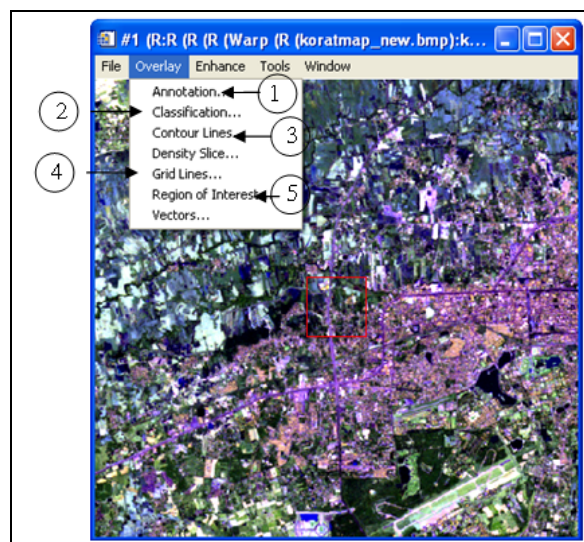 #1 (R:R (R (R (Warp (R (koratmap_new.bmp):k...
File Overlay Enhance Tools Window
Annotation... 1
2 Classification...
Contour Lines 3
Density Slice...
4 Grid Lines...
Region of Interest 5
Vectors...